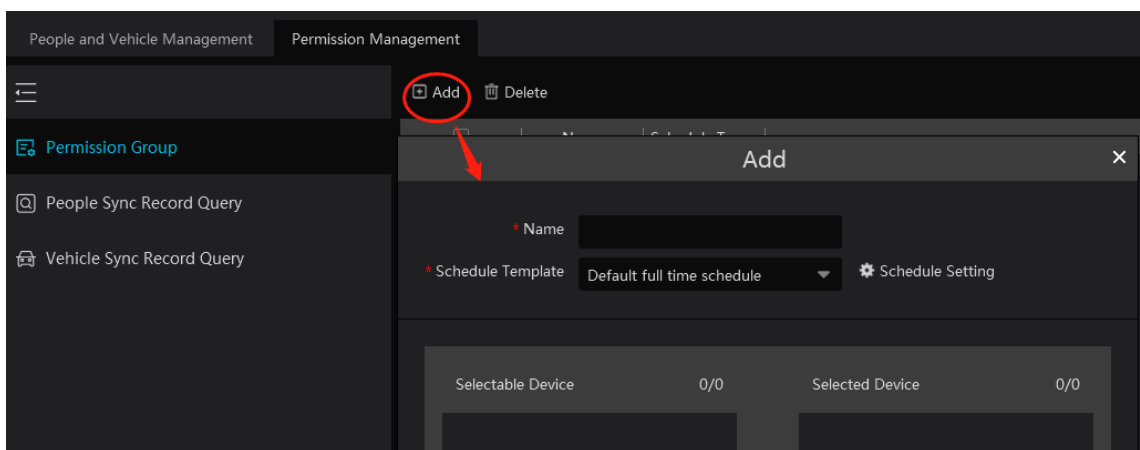 People and Vehicle Management Permission Management
Add Delete
Permission Group
Add
* Name
People Sync Record Query
* Schedule Template Default full time schedule Schedule Setting
Vehicle Sync Record Query
Selectable Device 0/0 Selected Device 0/0